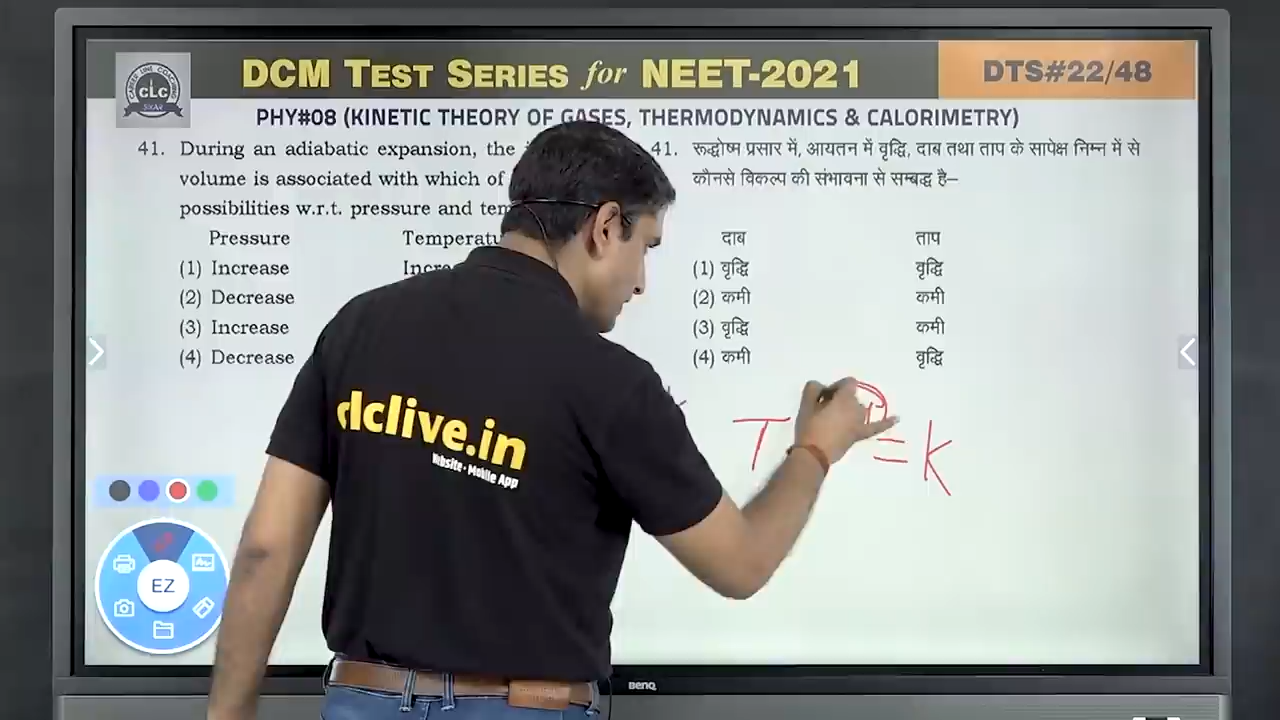 DCM TEST SERIES for NEET-2021
DTS#22/48
CLC
SIKAR
PHY#08 (KINETIC THEORY OF GASES, THERMODYNAMICS & CALORIMETRY)
41. During an adiabatic expansion, the
volume is associated with which of
possibilities w.r.t. pressure and
Pressure
(1) Increase
(2) Decrease
(3) Increase
(4) Decrease
41. रूद्धोष्म प्रसार में, आयतन में वृद्धि, दाब तथा ताप के सापेक्ष निम्न में से
कौनसे विकल्प की संभावना से सम्बद्ध है–
दाब ताप
(1) वृद्धि वृद्धि
(2) कमी कमी
(3) वृद्धि कमी
(4) कमी वृद्धि
T = K
clclive.in
Website • Mobile App
EZ
BENQ